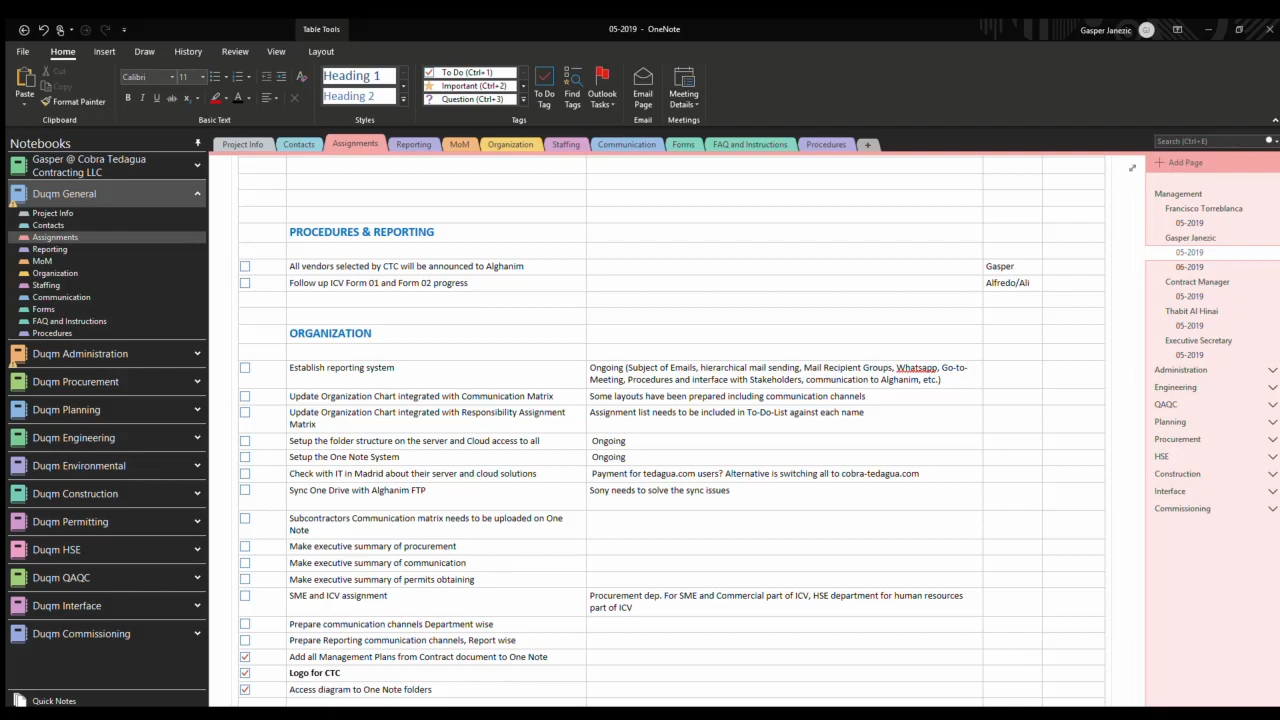 Table Tools
05-2019 - OneNote
Gasper Janezic
GJ
File Home Insert Draw History Review View Layout
Paste
Cut
Copy
Format Painter
Clipboard
Calibri 11
B I U ab x
A
Basic Text
Heading 1
Heading 2
Styles
To Do (Ctrl+1)
Important (Ctrl+2)
Question (Ctrl+3)
To Do Tag
Find Tags
Outlook Tasks
Tags
Email Page
Email
Meeting Details
Meetings
Notebooks
Project Info Contacts Assignments Reporting MoM Organization Staffing Communication Forms FAQ and Instructions Procedures
Search (Ctrl+E)
Gasper @ Cobra Tedagua
Contracting LLC
Duqm General
Project Info
Contacts
Assignments
Reporting
MoM
Organization
Staffing
Communication
Forms
FAQ and Instructions
Procedures
Duqm Administration
Duqm Procurement
Duqm Planning
Duqm Engineering
Duqm Environmental
Duqm Construction
Duqm Permitting
Duqm HSE
Duqm QAQC
Duqm Interface
Duqm Commissioning
Quick Notes
PROCEDURES & REPORTING
All vendors selected by CTC will be announced to Alghanim Gasper
Follow up ICV Form 01 and Form 02 progress Alfredo/Ali
ORGANIZATION
Establish reporting system Ongoing (Subject of Emails, hierarchical mail sending, Mail Recipient Groups, Whatsapp, Go-to-
Meeting, Procedures and interface with Stakeholders, communication to Alghanim, etc.)
Update Organization Chart integrated with Communication Matrix Some layouts have been prepared including communication channels
Update Organization Chart integrated with Responsibility Assignment Assignment list needs to be included in To-Do-List against each name
Matrix
Setup the folder structure on the server and Cloud access to all Ongoing
Setup the One Note System Ongoing
Check with IT in Madrid about their server and cloud solutions Payment for tedagua.com users? Alternative is switching all to cobra-tedagua.com
Sync One Drive with Alghanim FTP Sony needs to solve the sync issues
Subcontractors Communication matrix needs to be uploaded on One
Note
Make executive summary of procurement
Make executive summary of communication
Make executive summary of permits obtaining
SME and ICV assignment Procurement dep. For SME and Commercial part of ICV, HSE department for human resources
part of ICV
Prepare communication channels Department wise
Prepare Reporting communication channels, Report wise
Add all Management Plans from Contract document to One Note
Logo for CTC
Access diagram to One Note folders
Add Page
Management
Francisco Torreblanca
05-2019
Gasper Janezic
05-2019
06-2019
Contract Manager
05-2019
Thabit Al Hinai
05-2019
Executive Secretary
05-2019
Administration
Engineering
QAQC
Planning
Procurement
HSE
Construction
Interface
Commissioning